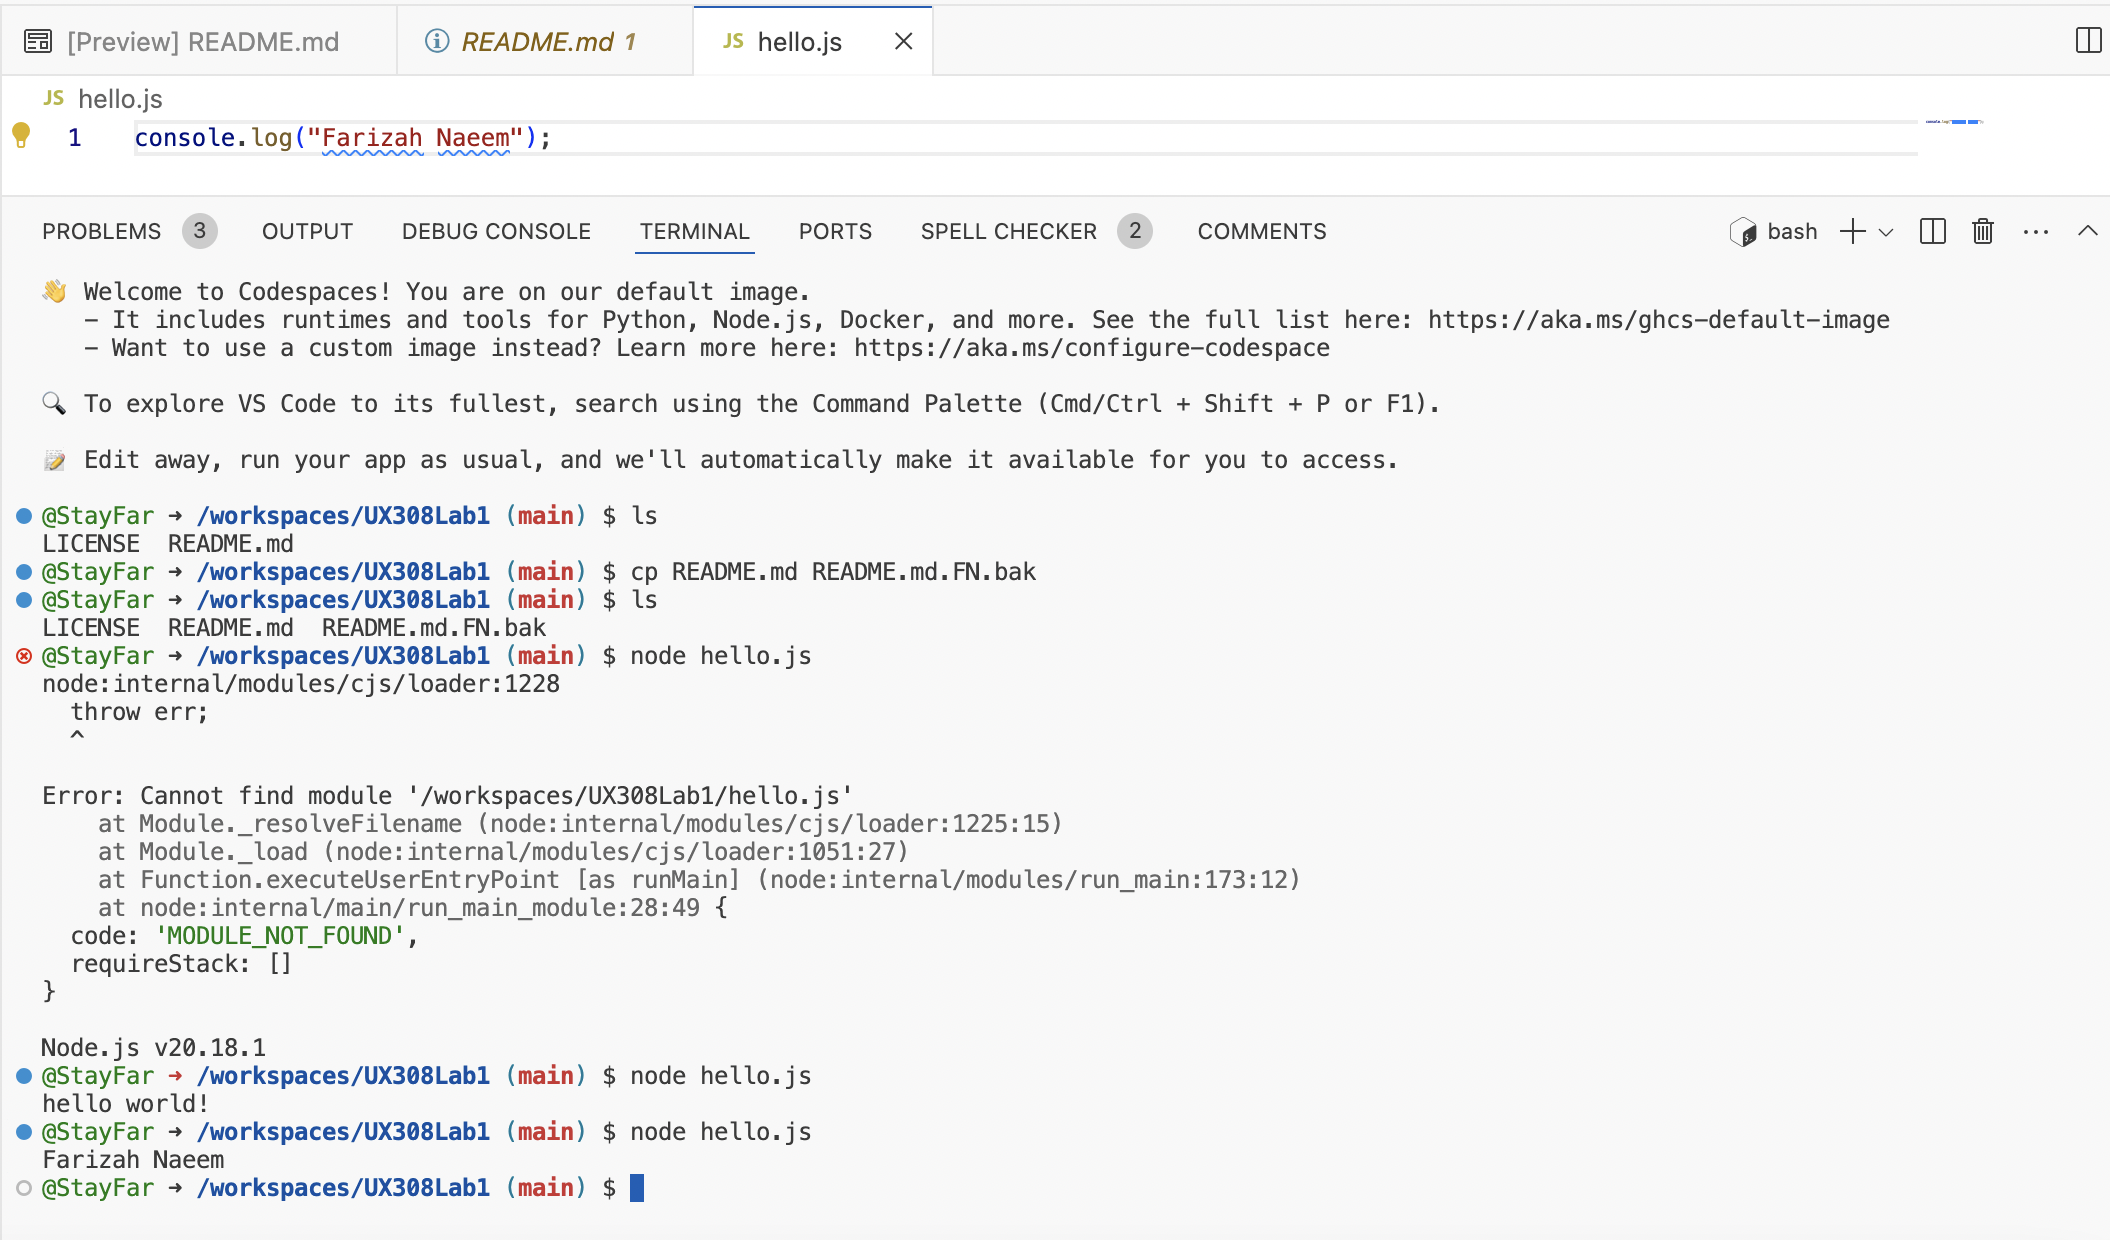 [Preview] README.md
README.md 1
JS hello.js
JS hello.js
1 console.log("Farizah Naeem");
PROBLEMS 3 OUTPUT DEBUG CONSOLE TERMINAL PORTS SPELL CHECKER 2 COMMENTS bash
👋 Welcome to Codespaces! You are on our default image.
- It includes runtimes and tools for Python, Node.js, Docker, and more. See the full list here: https://aka.ms/ghcs-default-image
- Want to use a custom image instead? Learn more here: https://aka.ms/configure-codespace
🔍 To explore VS Code to its fullest, search using the Command Palette (Cmd/Ctrl + Shift + P or F1).
📝 Edit away, run your app as usual, and we'll automatically make it available for you to access.
@StayFar → /workspaces/UX308Lab1 (main) $ ls
LICENSE README.md
@StayFar → /workspaces/UX308Lab1 (main) $ cp README.md README.md.FN.bak
@StayFar → /workspaces/UX308Lab1 (main) $ ls
LICENSE README.md README.md.FN.bak
@StayFar → /workspaces/UX308Lab1 (main) $ node hello.js
node:internal/modules/cjs/loader:1228
throw err;
^
Error: Cannot find module '/workspaces/UX308Lab1/hello.js'
at Module._resolveFilename (node:internal/modules/cjs/loader:1225:15)
at Module._load (node:internal/modules/cjs/loader:1051:27)
at Function.executeUserEntryPoint [as runMain] (node:internal/modules/run_main:173:12)
at node:internal/main/run_main_module:28:49 {
code: 'MODULE_NOT_FOUND',
requireStack: []
}
Node.js v20.18.1
@StayFar → /workspaces/UX308Lab1 (main) $ node hello.js
hello world!
@StayFar → /workspaces/UX308Lab1 (main) $ node hello.js
Farizah Naeem
@StayFar → /workspaces/UX308Lab1 (main) $